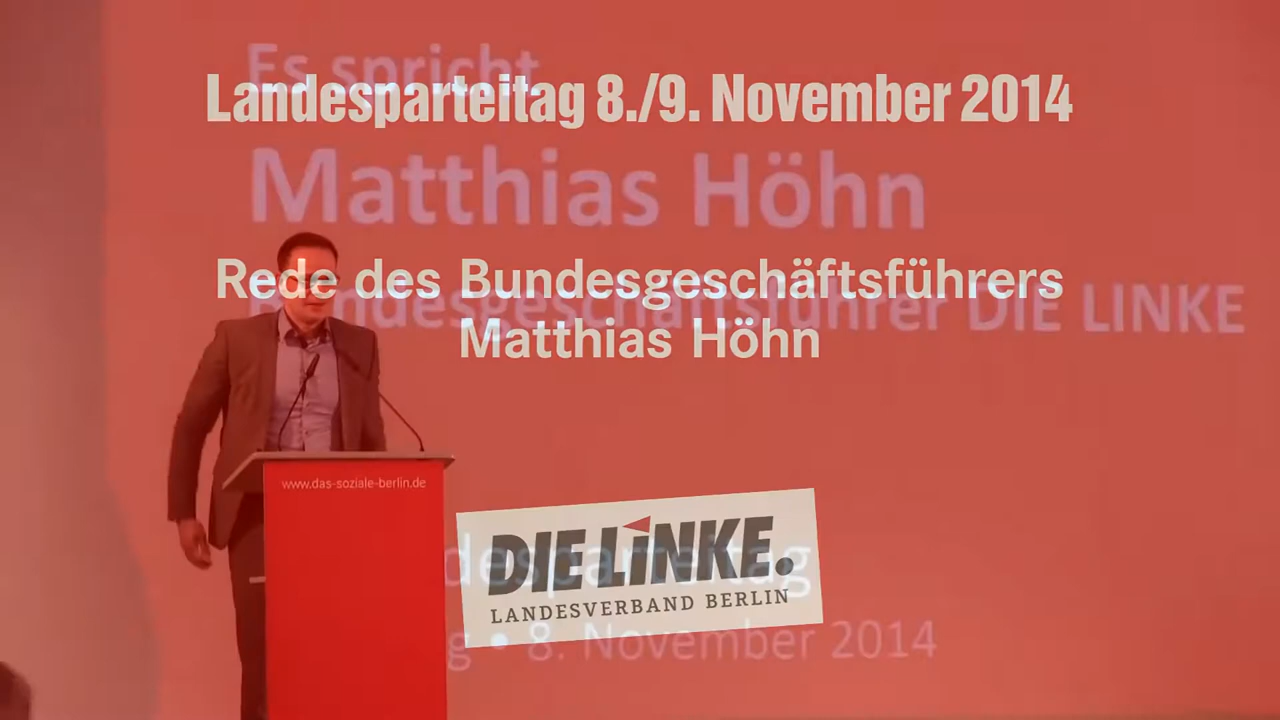 Es spricht
Landesparteitag 8./9. November 2014
Matthias Höhn
Rede des Bundesgeschäftsführers
Bundesgeschäftsführer DIE LINKE
Matthias Höhn
www.das-soziale-berlin.de
DIE LiNKE.
desparteitag
LANDESVERBAND BERLIN
g • 8. November 2014